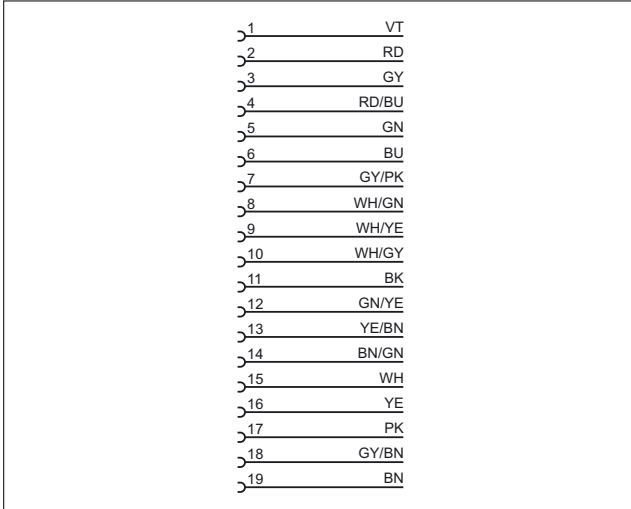 1 VT
2 RD
3 GY
4 RD/BU
5 GN
6 BU
7 GY/PK
8 WH/GN
9 WH/YE
10 WH/GY
11 BK
12 GN/YE
13 YE/BN
14 BN/GN
15 WH
16 YE
17 PK
18 GY/BN
19 BN